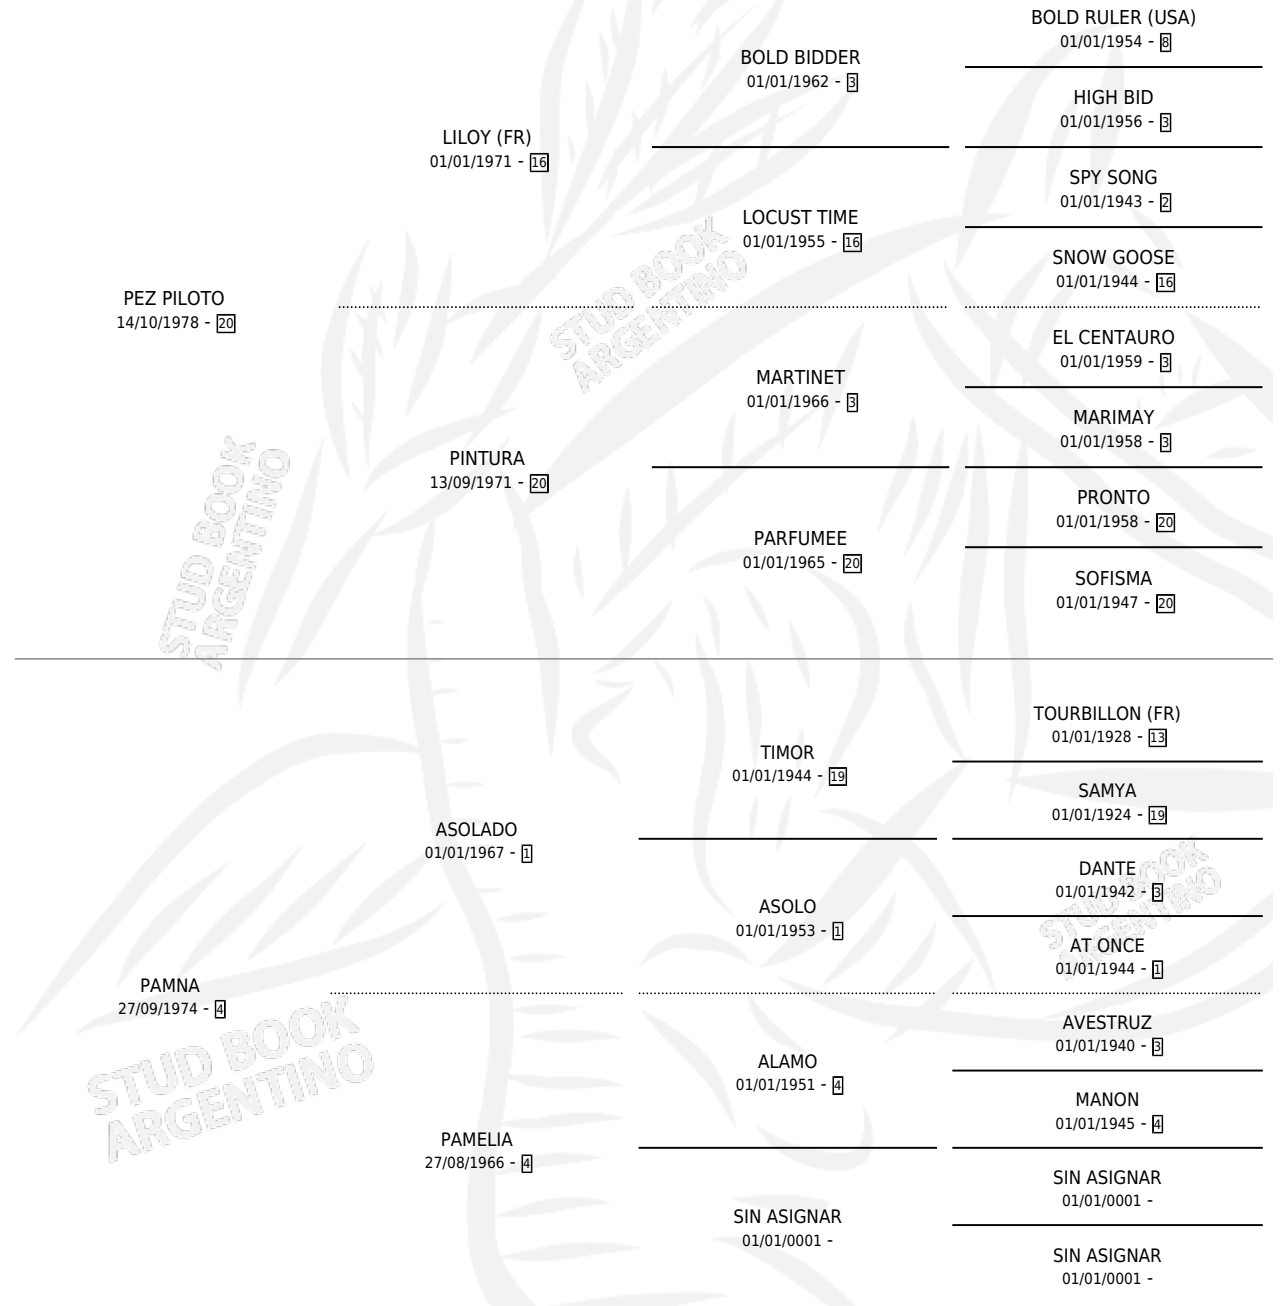 BOLD RULER (USA)
01/01/1954 - 8
BOLD BIDDER
01/01/1962 - 3
HIGH BID
01/01/1956 - 3
LILOY (FR)
01/01/1971 - 16
SPY SONG
01/01/1943 - 2
LOCUST TIME
01/01/1955 - 16
SNOW GOOSE
01/01/1944 - 16
PEZ PILOTO
14/10/1978 - 20
STUD BOOK
ARGENTINO
EL CENTAURO
01/01/1959 - 3
MARTINET
01/01/1966 - 3
MARIMAY
01/01/1958 - 3
PINTURA
13/09/1971 - 20
PRONTO
01/01/1958 - 20
PARFUMEE
01/01/1965 - 20
SOFISMA
01/01/1947 - 20
STUD BOOK
ARGENTINO
TOURBILLON (FR)
01/01/1928 - 13
TIMOR
01/01/1944 - 19
SAMYA
01/01/1924 - 19
ASOLADO
01/01/1967 - 1
DANTE
01/01/1942 - 3
ASOLO
01/01/1953 - 1
AT ONCE
01/01/1944 - 1
STUD BOOK
ARGENTINO
PAMNA
27/09/1974 - 4
AVESTRUZ
01/01/1940 - 3
ALAMO
01/01/1951 - 4
MANON
01/01/1945 - 4
STUD BOOK
ARGENTINO
PAMELIA
27/08/1966 - 4
SIN ASIGNAR
01/01/0001 -
SIN ASIGNAR
01/01/0001 -
SIN ASIGNAR
01/01/0001 -